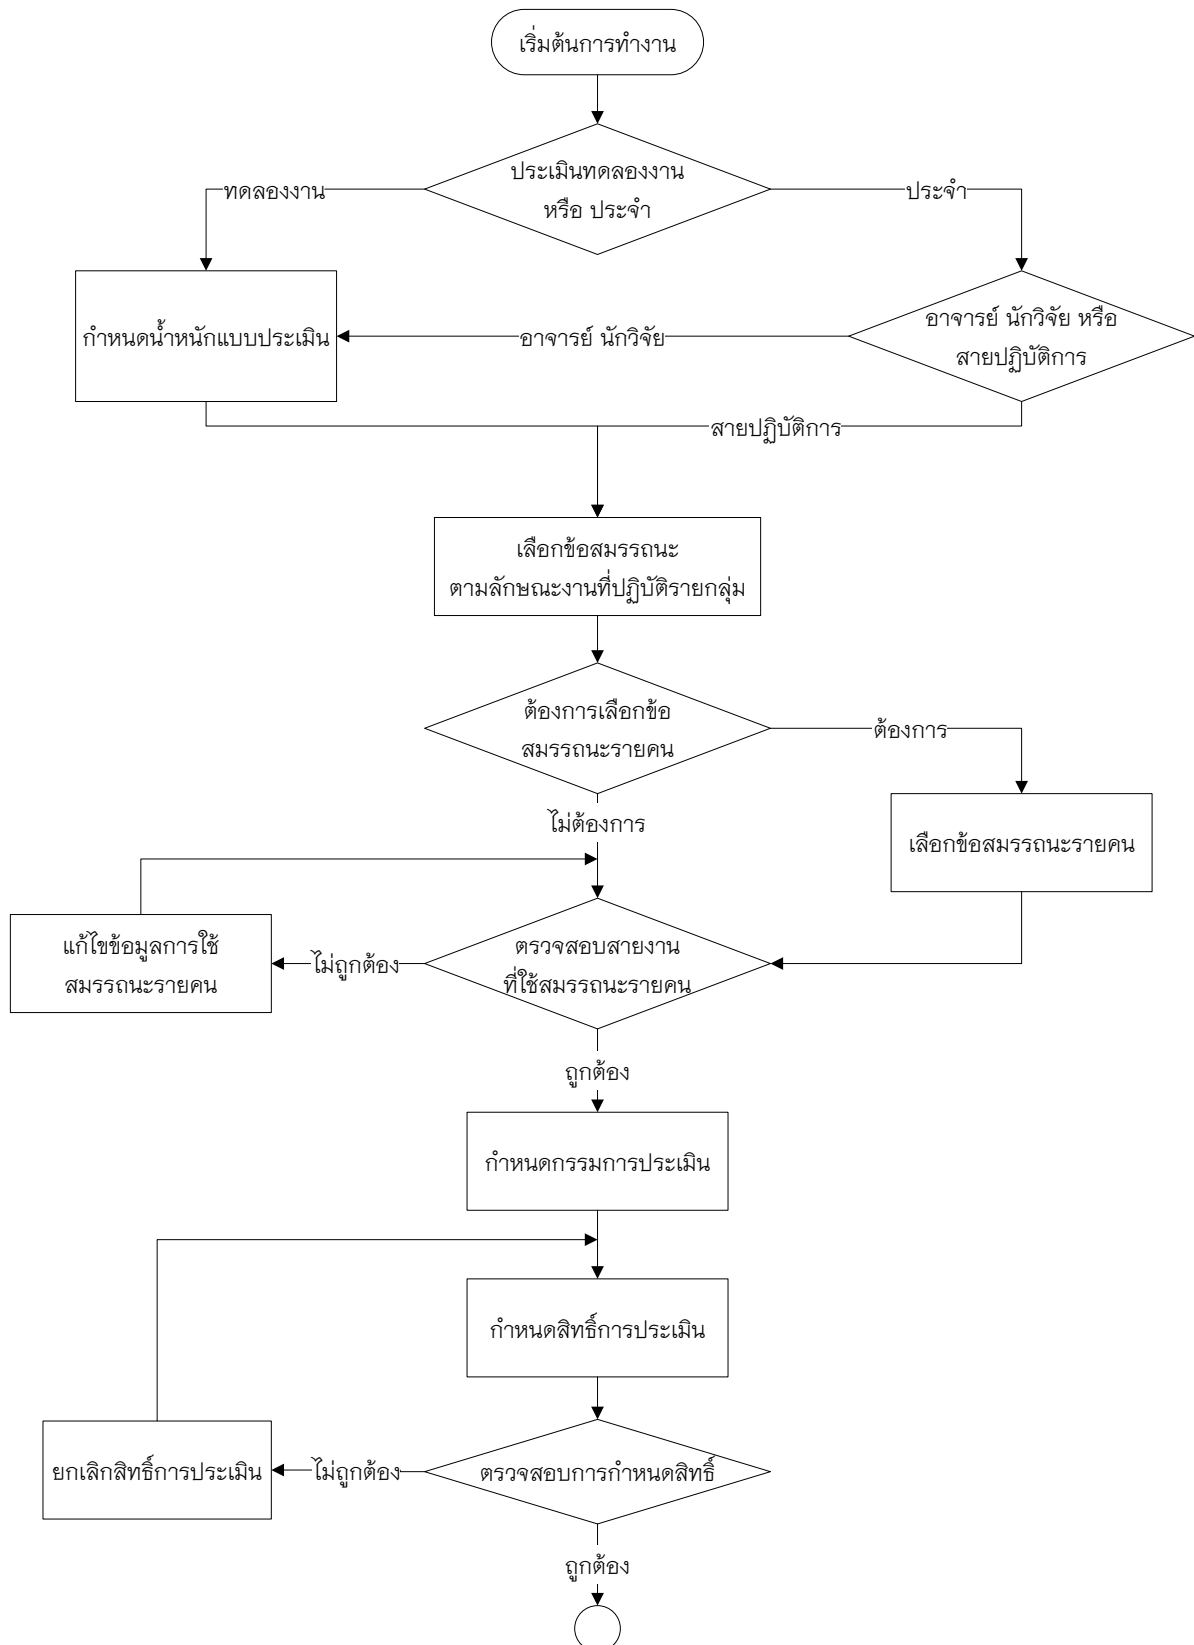 เริ่มต้นการทำงาน
ประเมินทดลองงาน
หรือ ประจำ
ทดลองงาน
ประจำ
กำหนดน้ำหนักแบบประเมิน
อาจารย์ นักวิจัย
อาจารย์ นักวิจัย หรือ
สายปฏิบัติการ
สายปฏิบัติการ
เลือกข้อสมรรถนะ
ตามลักษณะงานที่ปฏิบัติรายกลุ่ม
ต้องการเลือกข้อ
สมรรถนะรายคน
ต้องการ
ไม่ต้องการ
เลือกข้อสมรรถนะรายคน
แก้ไขข้อมูลการใช้
สมรรถนะรายคน
ไม่ถูกต้อง
ตรวจสอบสายงาน
ที่ใช้สมรรถนะรายคน
ถูกต้อง
กำหนดกรรมการประเมิน
กำหนดสิทธิ์การประเมิน
ยกเลิกสิทธิ์การประเมิน
ไม่ถูกต้อง
ตรวจสอบการกำหนดสิทธิ์
ถูกต้อง